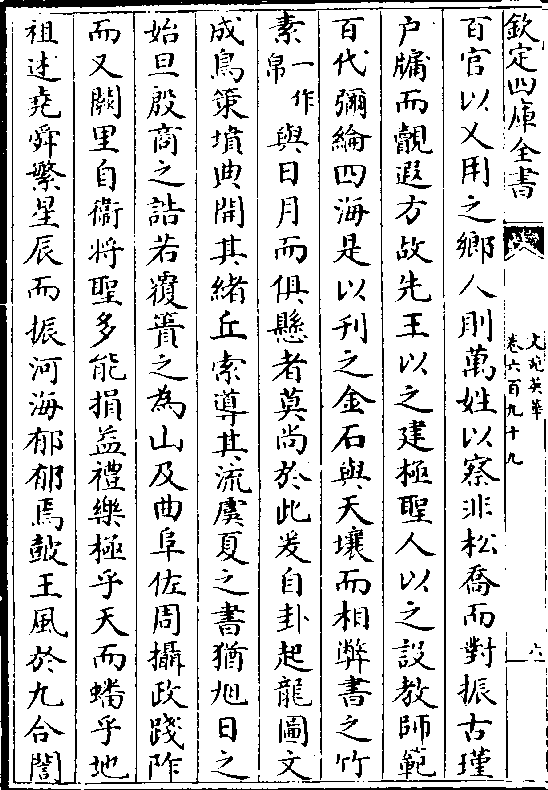 欽定四庫全書
文苑英華
卷六百九十九
六
百官以乂用之鄉人則萬姓以察非松喬而對振古瑾
户牖而覿遐方故先王以之建極聖人以之設教師範
百代彌綸四海是以刊之金石與天壤而相弊書之竹
素一作帛與日月而俱懸者莫尚於此爰自卦起龍圖文
成鳥策墳典開其緒丘索導其流虞夏之書猶旭日之
始旦殷商之誥若覆簣之為山及曲阜佐周攝政踐阼
而又闕里自衞將聖多能損益禮樂極乎天而蟠乎地
祖述堯舜繫星辰而振河海郁郁焉皷王風於九合誾